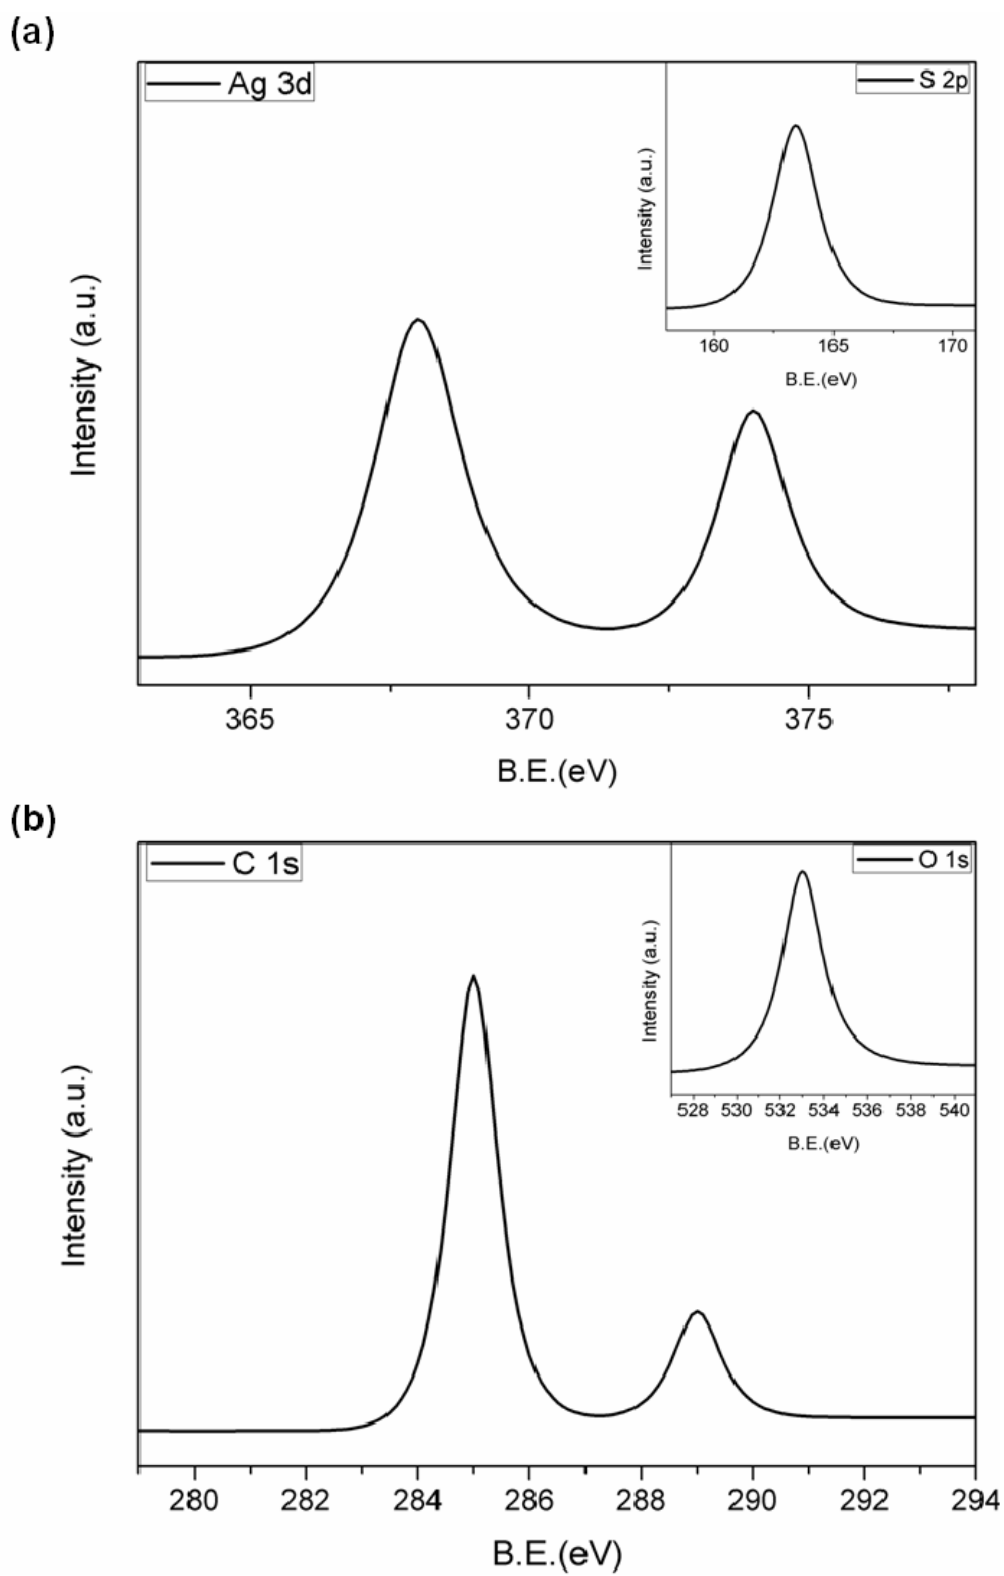 (a)
Ag 3d
S 2p
Intensity (a.u.)
160 165 170
B.E.(eV)
Intensity (a.u.)
365 370 375
B.E.(eV)
(b)
C 1s
O 1s
Intensity (a.u.)
528 530 532 534 536 538 540
B.E.(eV)
Intensity (a.u.)
280 282 284 286 288 290 292 294
B.E.(eV)